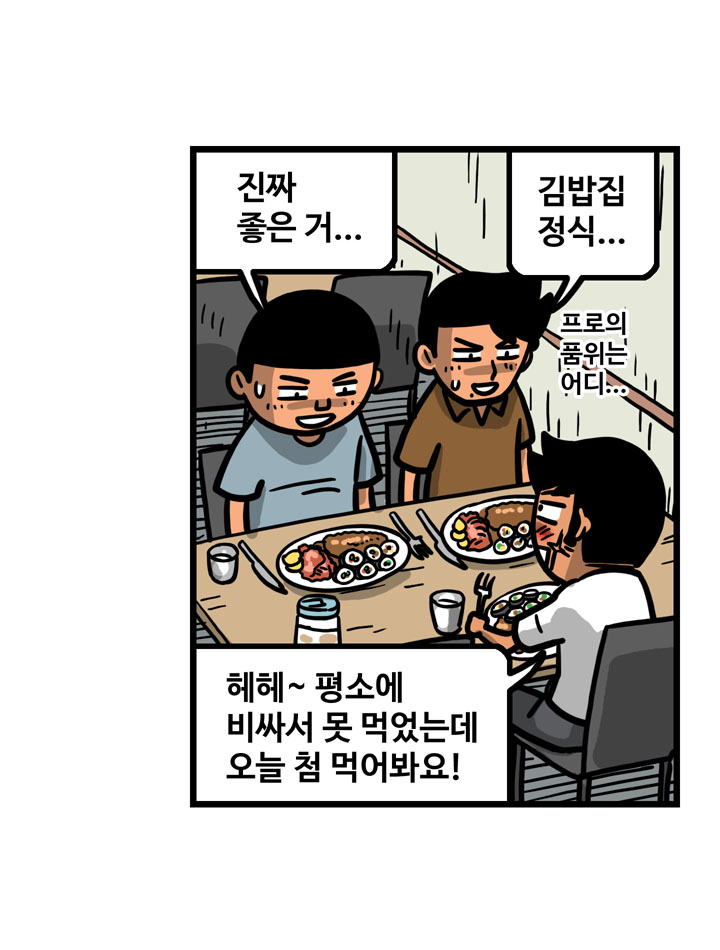 진짜
좋은 거...
김밥집
정식...
프로의
품위는
어디...
헤헤~ 평소에
비싸서 못 먹었는데
오늘 첨 먹어봐요!